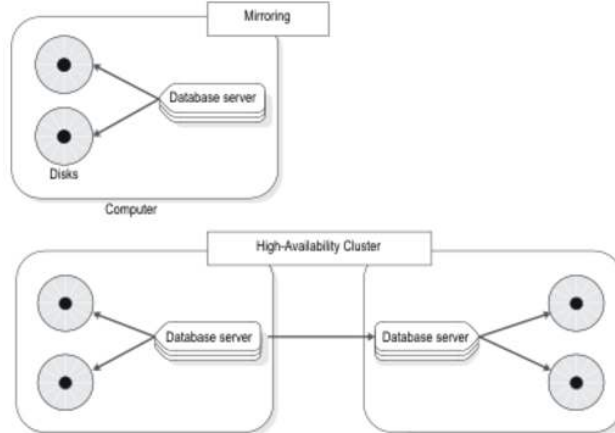 Mirroring
Database server
Disks
Computer
High-Availability Cluster
Database server
Database server